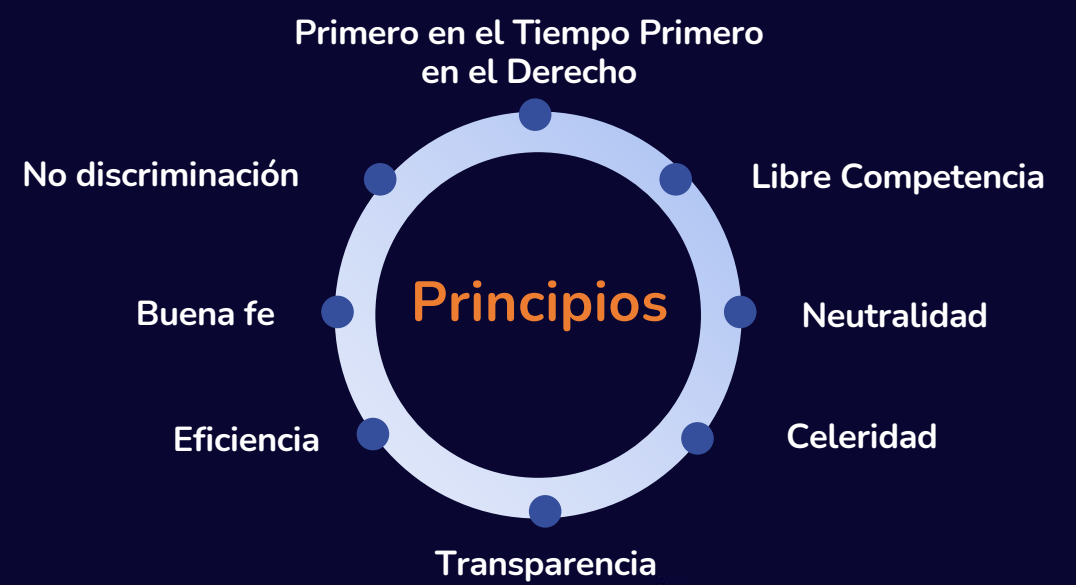 Primero en el Tiempo Primero
en el Derecho
No discriminación
Libre Competencia
Principios
Buena fe
Neutralidad
Eficiencia
Celeridad
Transparencia